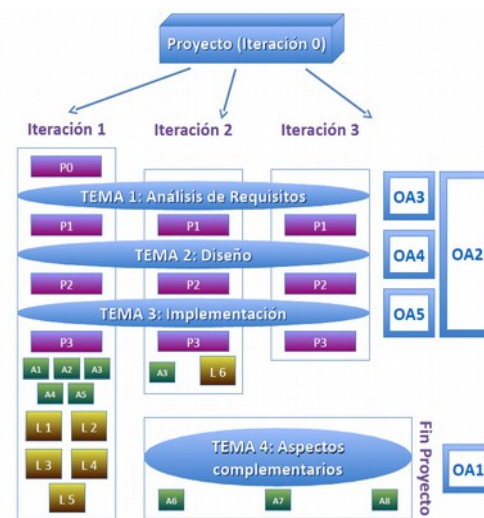 Proyecto (Iteración 0)
Iteración 1
Iteración 2
Iteración 3
P0
TEMA 1: Análisis de Requisitos
OA3
P1
P1
P1
OA2
TEMA 2: Diseño
OA4
P2
P2
P2
TEMA 3: Implementación
OA5
P3
P3
P3
A1
A2
A3
A3
L 6
A4
A5
L 1
L 2
L 3
L 4
L 5
TEMA 4: Aspectos
complementarios
A6
A7
A8
Fin Proyecto
OA1